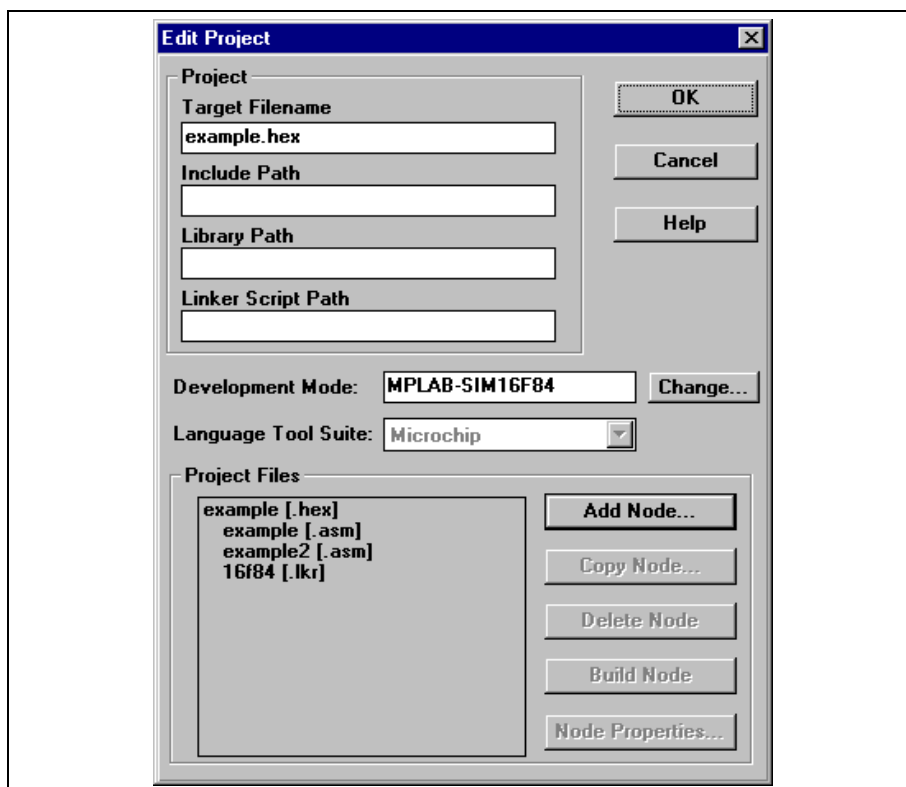 Edit Project
Project
Target Filename
OK
example.hex
Include Path
Cancel
Library Path
Help
Linker Script Path
Development Mode: MPLAB-SIM16F84 Change...
Language Tool Suite: Microchip
Project Files
example [.hex]
example [.asm]
example2 [.asm]
16f84 [.lkr]
Add Node...
Copy Node...
Delete Node
Build Node
Node Properties...